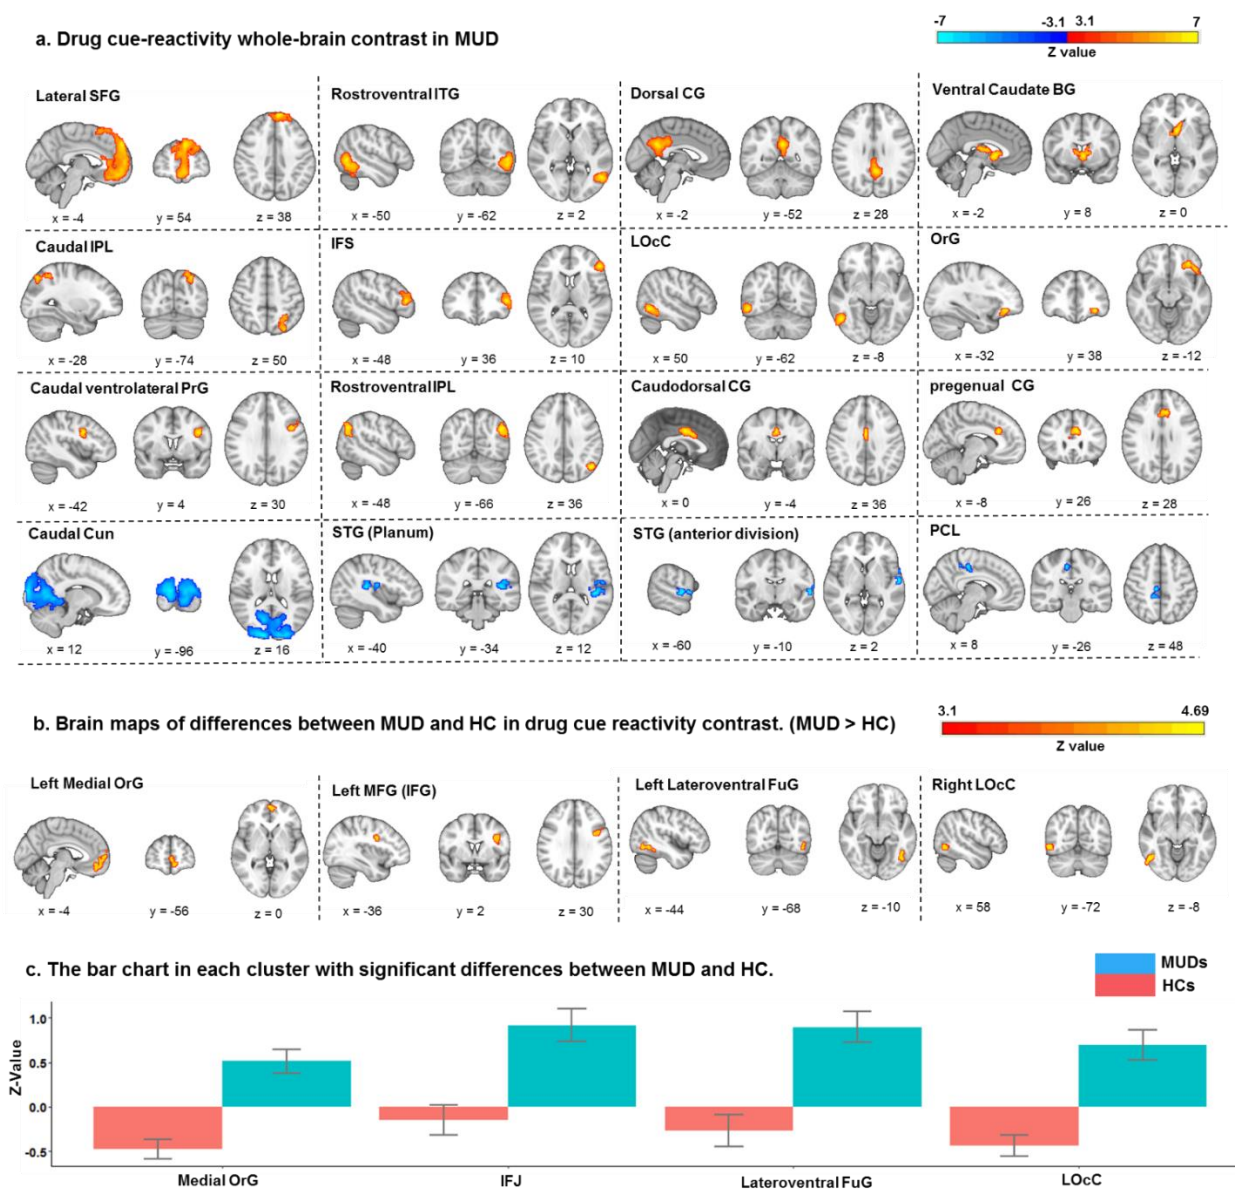 a. Drug cue-reactivity whole-brain contrast in MUD
-7 -3.1 3.1 7
Z value
Lateral SFG Rostroventral ITG Dorsal CG Ventral Caudate BG
x = -4 y = 54 z = 38 x = -50 y = -62 z = 2 x = -2 y = -52 z = 28 x = -2 y = 8 z = 0
Caudal IPL IFS LOcC OrG
x = -28 y = -74 z = 50 x = -48 y = 36 z = 10 x = 50 y = -62 z = -8 x = -32 y = 38 z = -12
Caudal ventrolateral PrG Rostroventral IPL Caudodorsal CG pregenual CG
x = -42 y = 4 z = 30 x = -48 y = -66 z = 36 x = 0 y = -4 z = 36 x = -8 y = 26 z = 28
Caudal Cun STG (Planum) STG (anterior division) PCL
x = 12 y = -96 z = 16 x = -40 y = -34 z = 12 x = -60 y = -10 z = 2 x = 8 y = -26 z = 48
b. Brain maps of differences between MUD and HC in drug cue reactivity contrast. (MUD > HC)
3.1 4.69
Z value
Left Medial OrG Left MFG (IFG) Left Lateroventral FuG Right LOcC
x = -4 y = -56 z = 0 x = -36 y = 2 z = 30 x = -44 y = -68 z = -10 x = 58 y = -72 z = -8
c. The bar chart in each cluster with significant differences between MUD and HC.
MUDs
HCs
Z-Value
1.0
0.5
0.0
-0.5
Medial OrG IFJ Lateroventral FuG LOcC